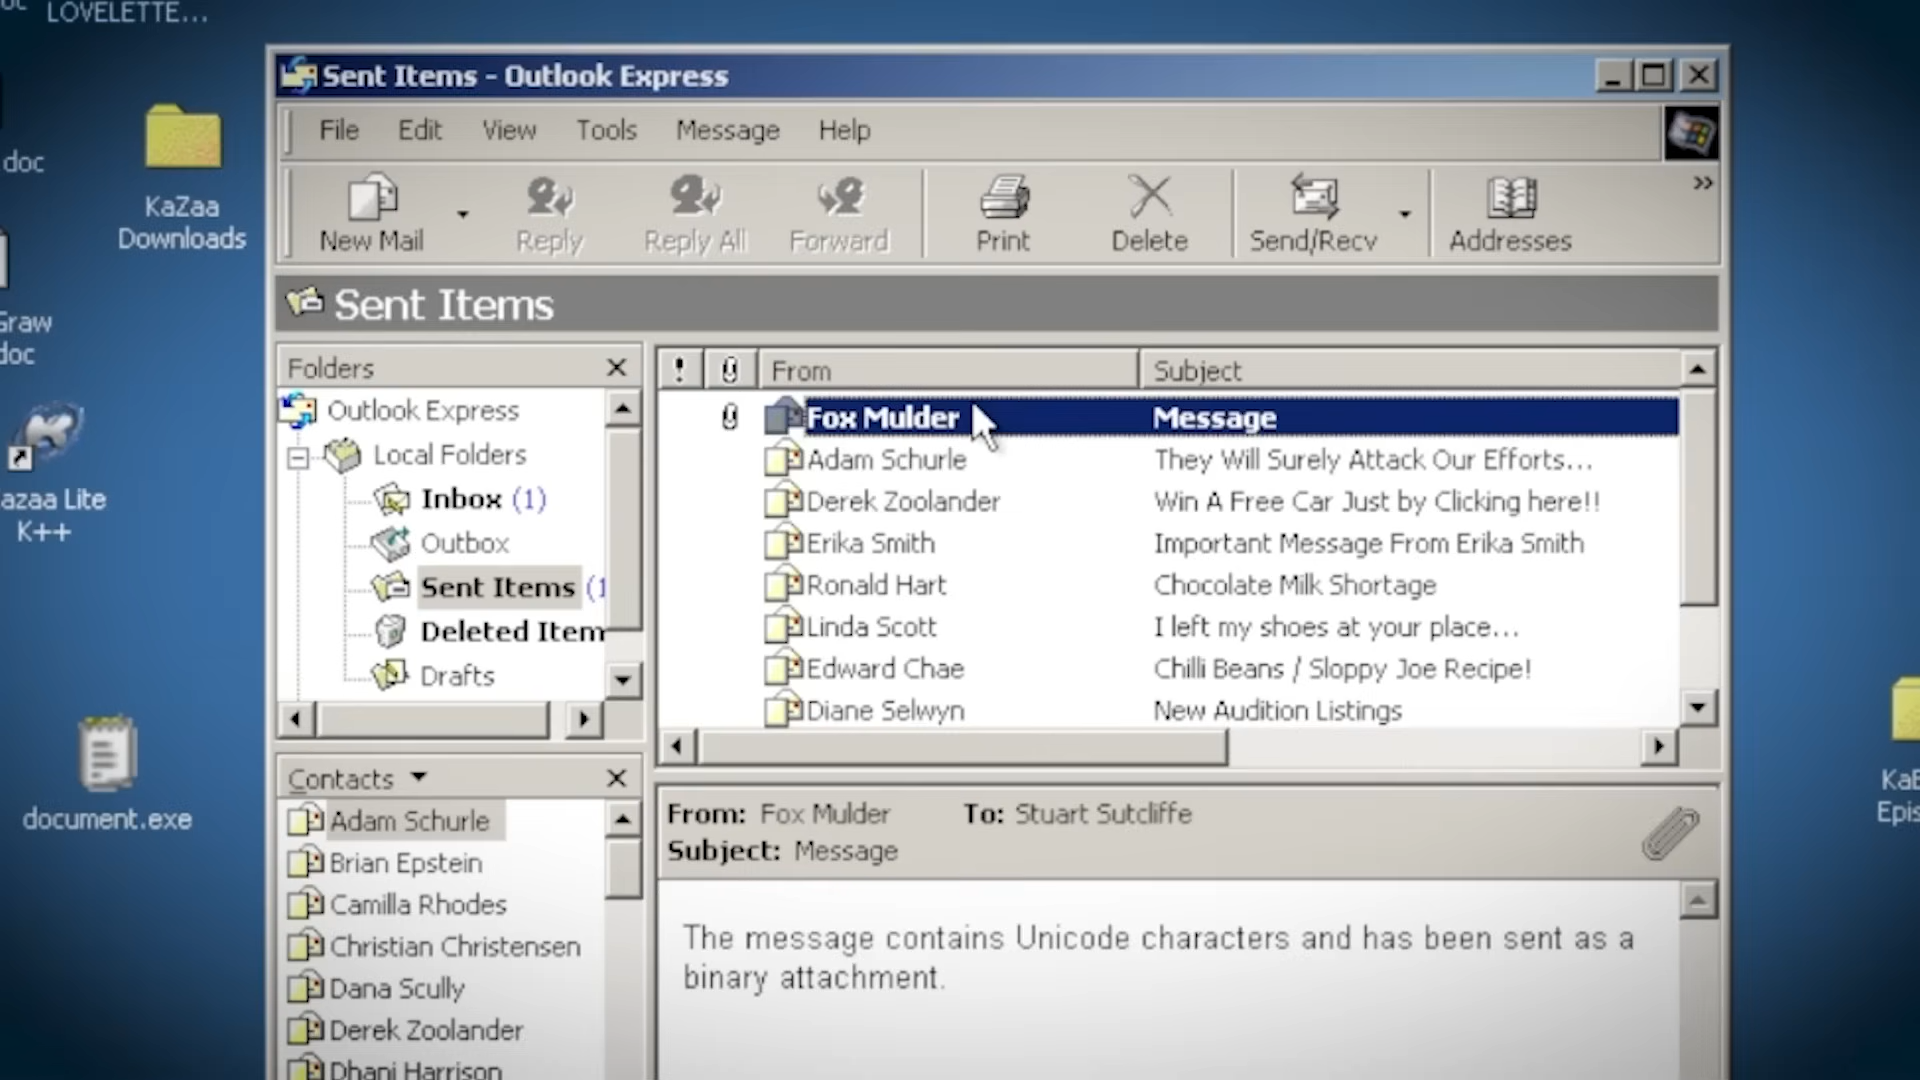 LOVELETTE...
doc
KaZaa
Downloads
doc
azaa Lite
K++
document.exe
Sent Items - Outlook Express
File Edit View Tools Message Help
New Mail Reply Reply All Forward Print Delete Send/Recv Addresses
Sent Items
Folders
Outlook Express
Local Folders
Inbox (1)
Outbox
Sent Items (1
Deleted Item
Drafts
Contacts
Adam Schurle
Brian Epstein
Camilla Rhodes
Christian Christensen
Dana Scully
Derek Zoolander
Dhani Harrison
! From Subject
Fox Mulder Message
Adam Schurle They Will Surely Attack Our Efforts...
Derek Zoolander Win A Free Car Just by Clicking here!!
Erika Smith Important Message From Erika Smith
Ronald Hart Chocolate Milk Shortage
Linda Scott I left my shoes at your place...
Edward Chae Chilli Beans / Sloppy Joe Recipe!
Diane Selwyn New Audition Listings
From: Fox Mulder To: Stuart Sutcliffe
Subject: Message
The message contains Unicode characters and has been sent as a
binary attachment.
Epis